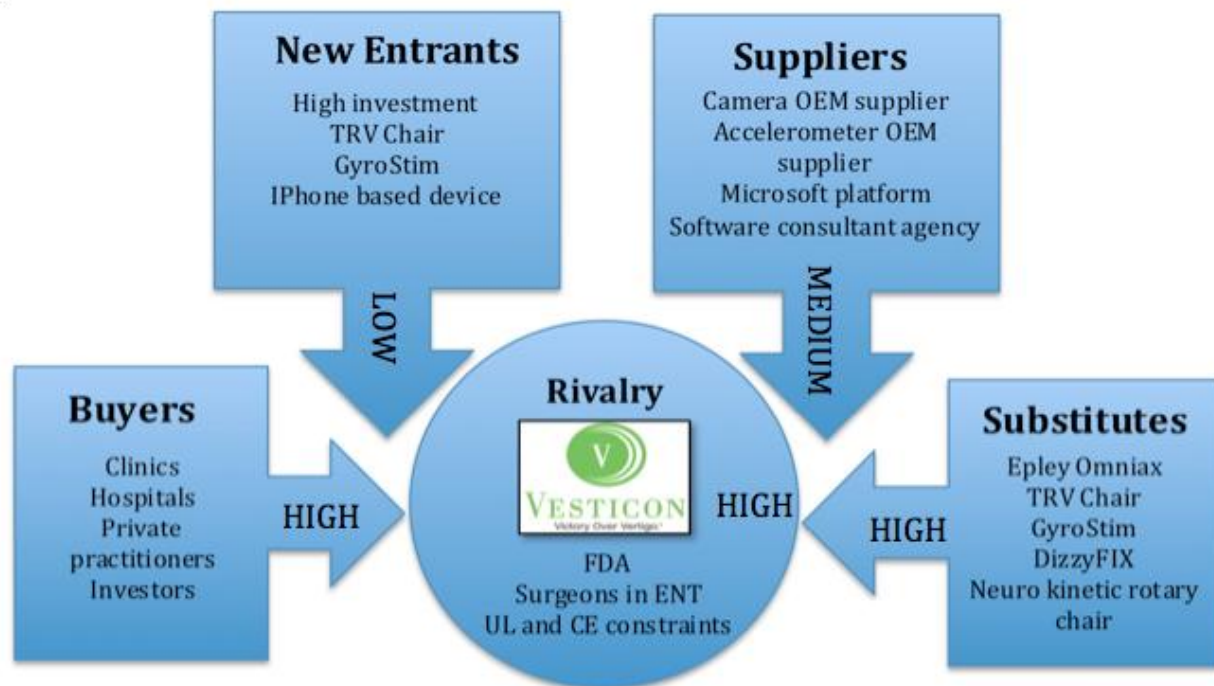 New Entrants
High investment
TRV Chair
GyroStim
IPhone based device
LOW
Suppliers
Camera OEM supplier
Accelerometer OEM
supplier
Microsoft platform
Software consultant agency
MEDIUM
Buyers
Clinics
Hospitals
Private
practitioners
Investors
HIGH
Rivalry
V
VESTICON
Victory Over Vertigo
HIGH
FDA
Surgeons in ENT
UL and CE constraints
Substitutes
Epley Omniax
TRV Chair
GyroStim
DizzyFIX
Neuro kinetic rotary
chair
HIGH